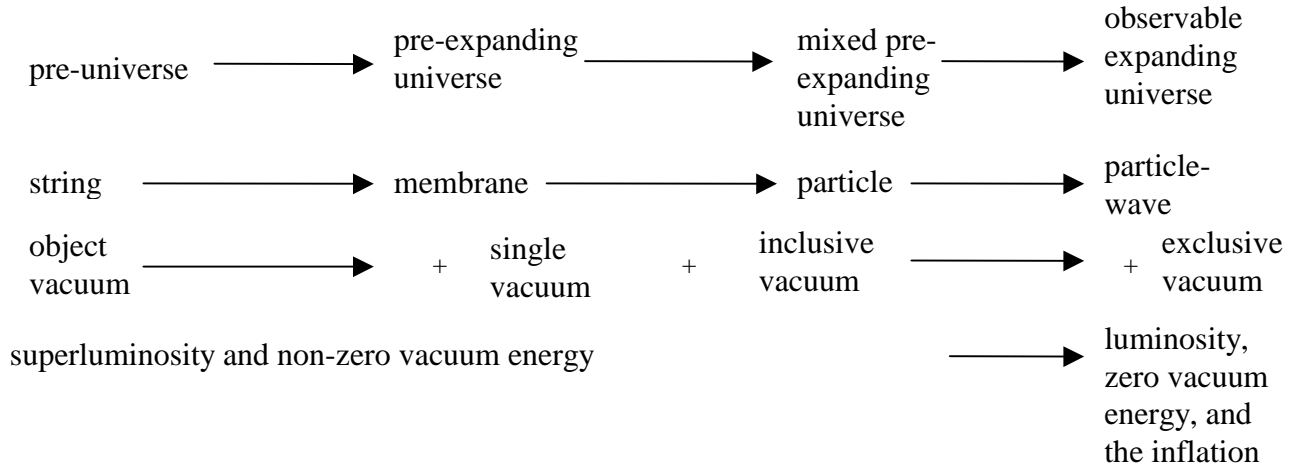 pre-universe
pre-expanding
universe
mixed pre-
expanding
universe
observable
expanding
universe
string
membrane
particle
particle-
wave
object
vacuum
+
single
vacuum
+
inclusive
vacuum
+
exclusive
vacuum
superluminosity and non-zero vacuum energy
luminosity,
zero vacuum
energy, and
the inflation